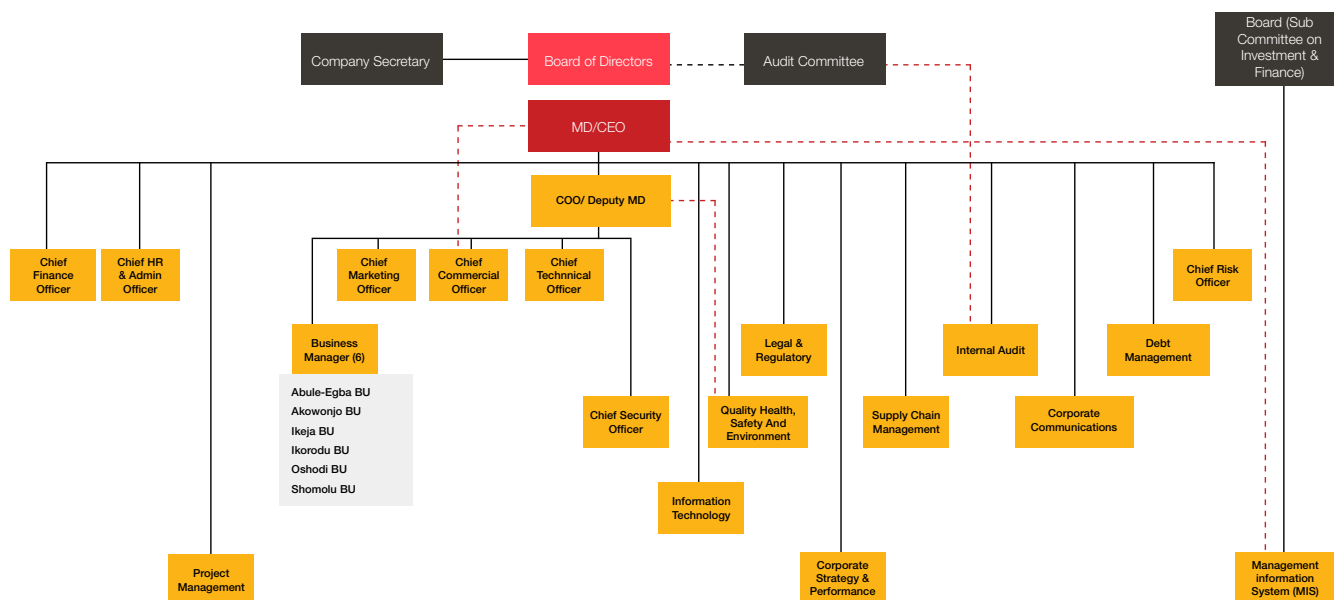 Company Secretary
Board of Directors
Audit Committee
Board (Sub
Committee on
Investment &
Finance)
MD/CEO
COO/ Deputy MD
Chief
Finance
Officer
Chief HR
& Admin
Officer
Chief
Marketing
Officer
Chief
Commercial
Officer
Chief
Technnical
Officer
Chief Risk
Officer
Business
Manager (6)
Legal &
Regulatory
Internal Audit
Debt
Management
Abule-Egba BU
Akowonjo BU
Ikeja BU
Ikorodu BU
Oshodi BU
Shomolu BU
Chief Security
Officer
Quality Health,
Safety And
Environment
Supply Chain
Management
Corporate
Communications
Information
Technology
Project
Management
Corporate
Strategy &
Performance
Management
information
System (MIS)